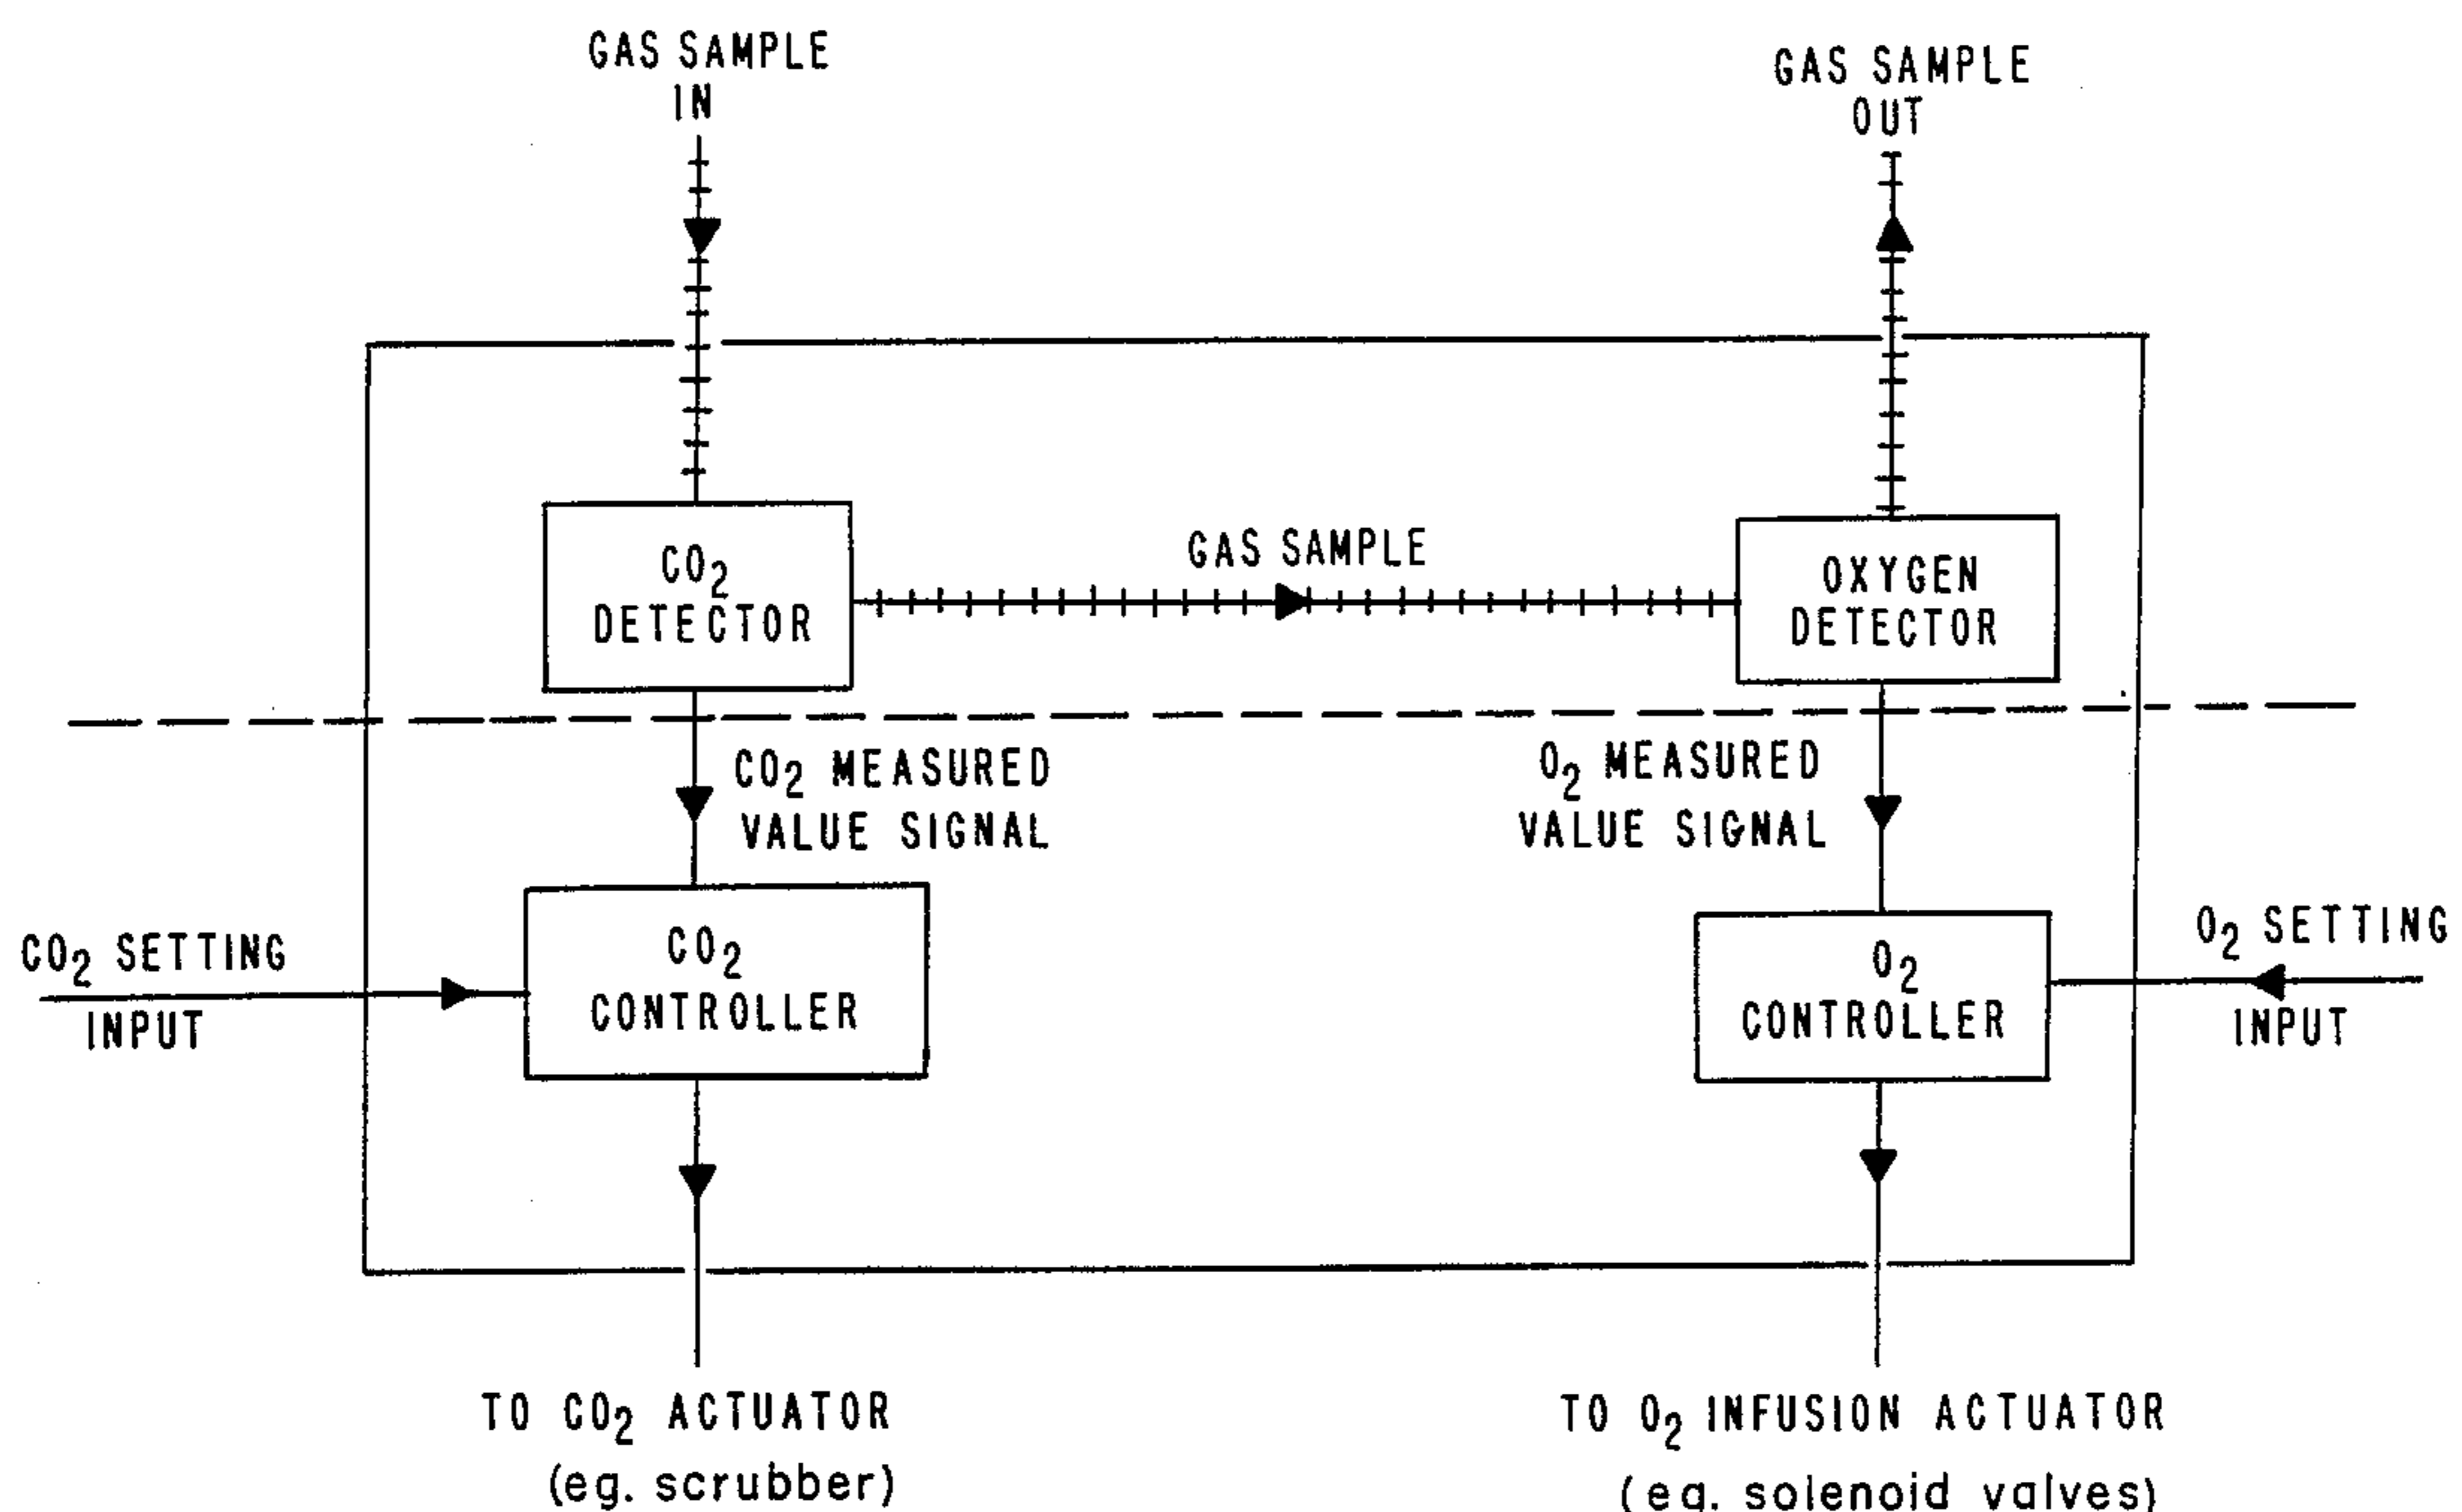 GAS SAMPLE
IN
GAS SAMPLE
OUT
CO₂
DETECTOR
GAS SAMPLE
OXYGEN
DETECTOR
CO₂ MEASURED
VALUE SIGNAL
O₂ MEASURED
VALUE SIGNAL
CO₂ SETTING
INPUT
CO₂
CONTROLLER
O₂
CONTROLLER
O₂ SETTING
INPUT
TO CO₂ ACTUATOR
(eg. scrubber)
TO O₂ INFUSION ACTUATOR
(eg. solenoid valves)